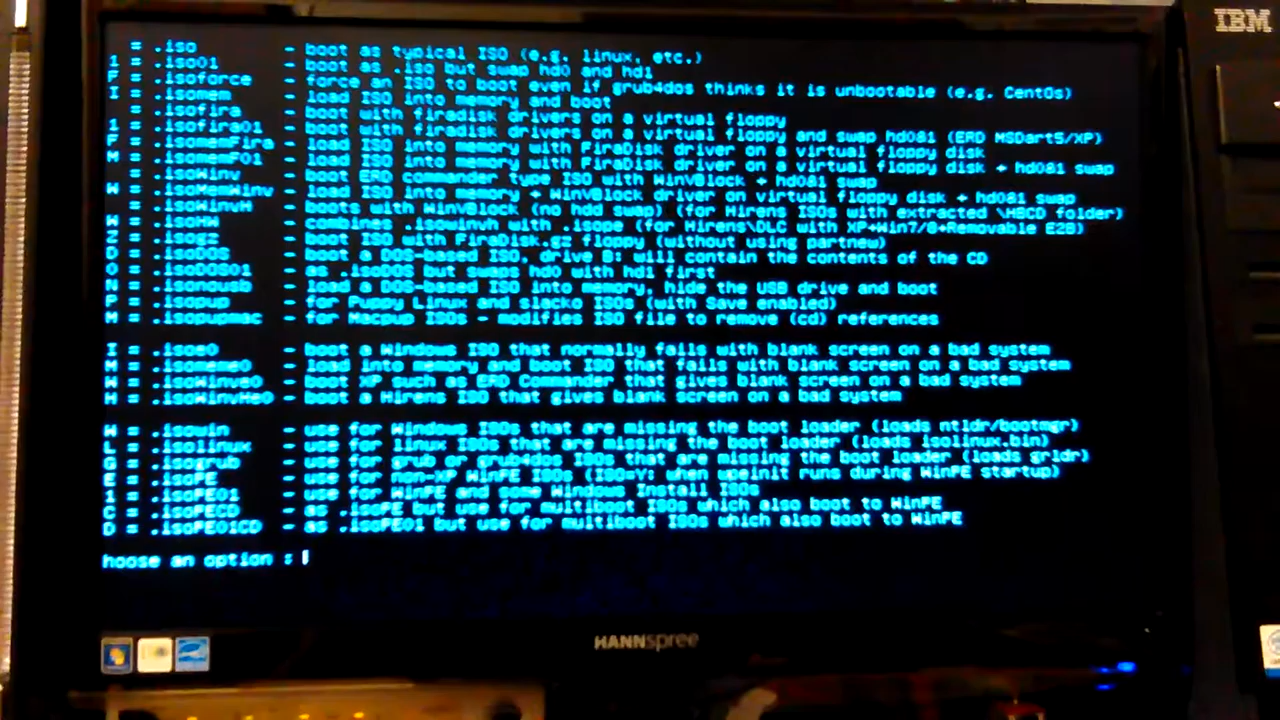 = .iso - boot as typical ISO (e.g. linux, etc.)
1 = .iso01 - boot as .iso but swap hd0 and hd1
F = .isoforce - force an ISO to boot even if grub4dos thinks it is unbootable (e.g. CentOs)
I = .isomem - load ISO into memory and boot
= .isofira - boot with firadisk drivers on a virtual floppy
1 = .isofira01 - boot with firadisk drivers on a virtual floppy and swap hd0&1 (ERD MSDart5/XP)
F = .isomemFira - load ISO into memory with FiraDisk driver on a virtual floppy disk
M = .isomemF01 - load ISO into memory with FiraDisk driver on a virtual floppy disk + hd0&1 swap
= .isoWinv - boot ERD commander type ISO with WinVBlock + hd0&1 swap
W = .isoMemWinv - load ISO into memory + WinVBlock driver on virtual floppy disk + hd0&1 swap
= .isoWinvH - boots with WinVBlock (no hdd swap) (for Hirens ISOs with extracted \HBCD folder)
W = .isoHW - combines .isowinvh with .isope (for Hirens\DLC with XP+Win7/8+Removable E2B)
Z = .isogz - boot ISO with FiraDisk.gz floppy (without using partnew)
D = .isoDOS - boot a DOS-based ISO, drive B: will contain the contents of the CD
O = .isoDOS01 - as .isoDOS but swaps hd0 with hd1 first
N = .isonousb - load a DOS-based ISO into memory, hide the USB drive and boot
P = .isopup - for Puppy Linux and slacko ISOs (with Save enabled)
M = .isopupmac - for Macpup ISOs - modifies ISO file to remove (cd) references
I = .isoe0 - boot a Windows ISO that normally fails with blank screen on a bad system
M = .isomeme0 - load into memory and boot ISO that fails with blank screen on a bad system
W = .isoWinve0 - boot XP such as ERD Commander that gives blank screen on a bad system
H = .isoWinvHe0 - boot a Hirens ISO that gives blank screen on a bad system
W = .isowin - use for Windows ISOs that are missing the boot loader (loads ntldr/bootmgr)
L = .isolinux - use for linux ISOs that are missing the boot loader (loads isolinux.bin)
G = .isogrub - use for grub or grub4dos ISOs that are missing the boot loader (loads grldr)
E = .isoPE - use for non-XP WinPE ISOs (ISO=Y: when wpeinit runs during WinPE startup)
1 = .isoPE01 - use for WinPE and some Windows Install ISOs
C = .isoPECD - as .isoPE but use for multiboot ISOs which also boot to WinPE
D = .isoPE01CD - as .isoPE01 but use for multiboot ISOs which also boot to WinPE
hoose an option :
HANNspree
IBM